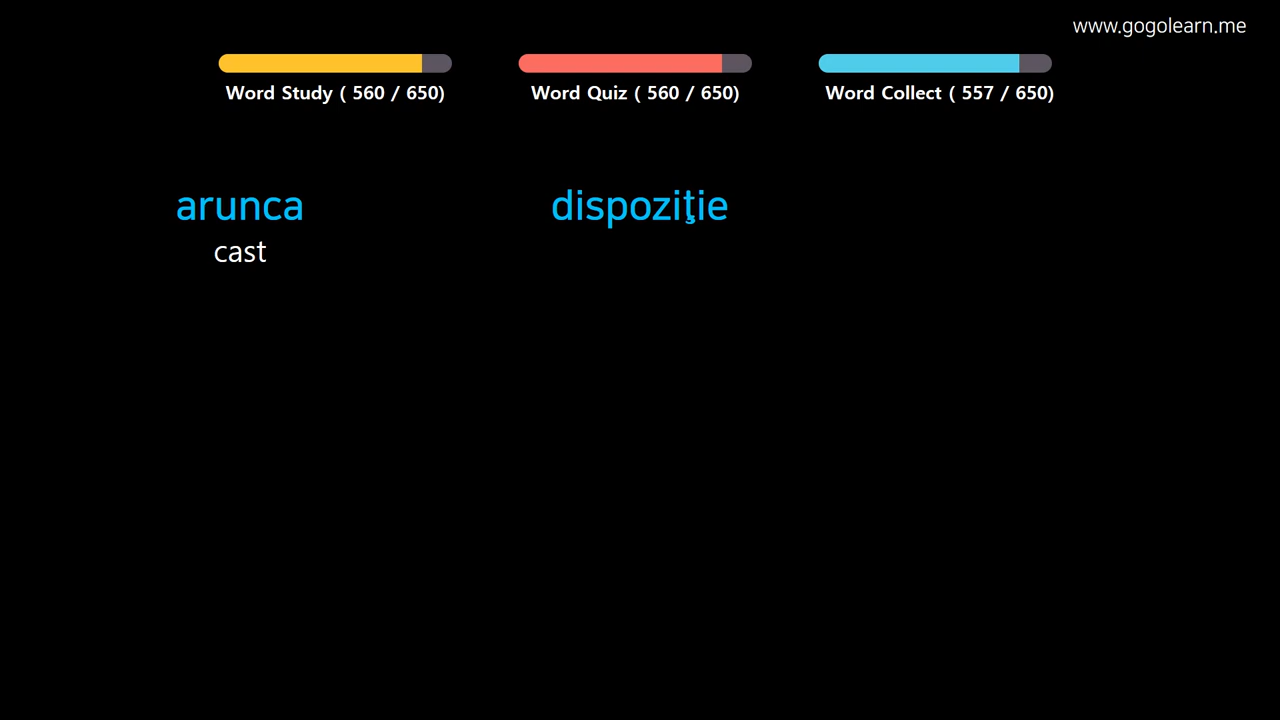 www.gogolearn.me
Word Study ( 560 / 650)
Word Quiz ( 560 / 650)
Word Collect ( 557 / 650)
arunca
dispoziţie
cast